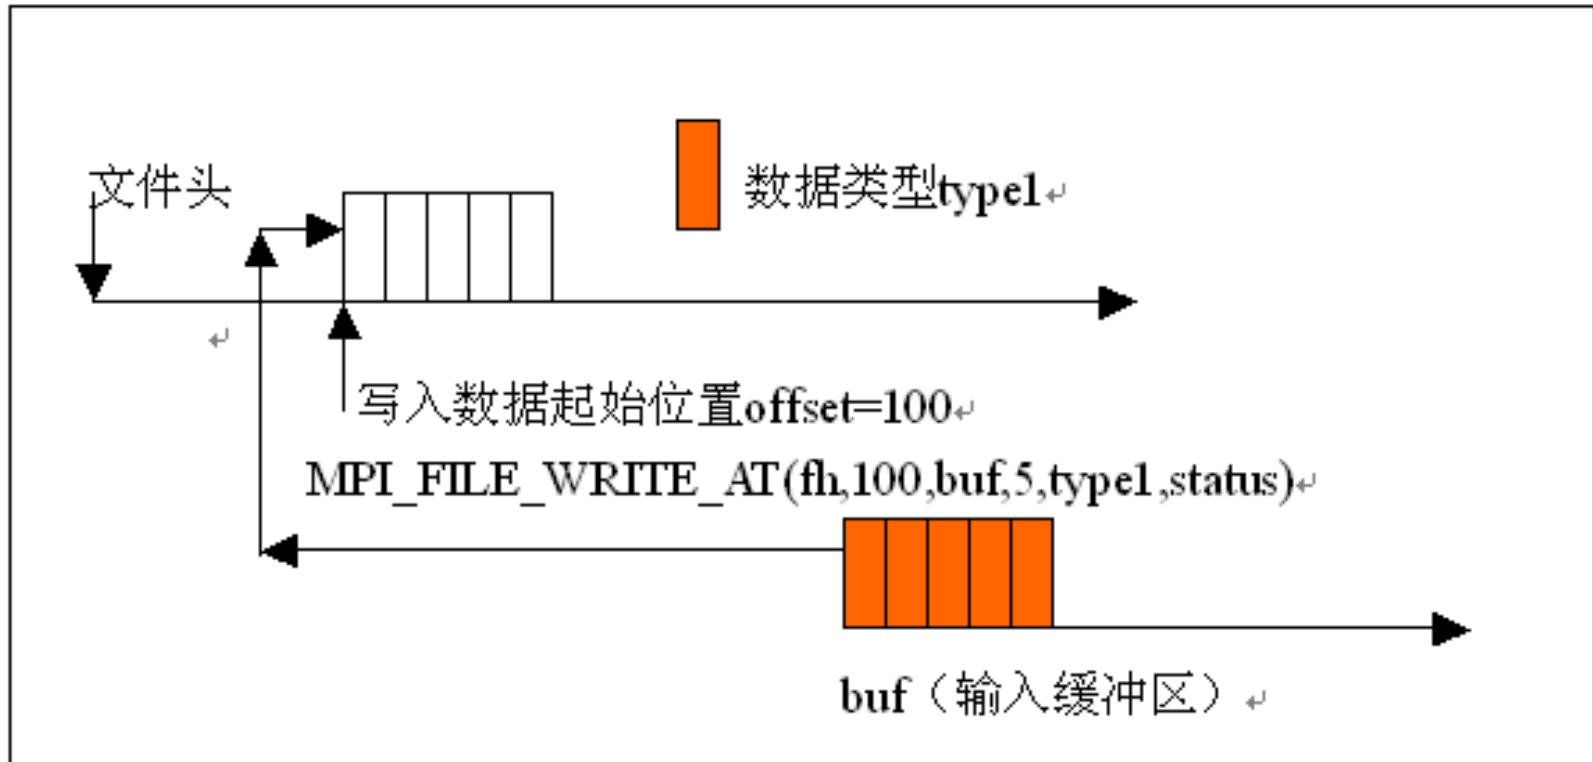 文件头
数据类型type1↵
↵
写入数据起始位置offset=100↵
MPI_FILE_WRITE_AT(fh,100,buf,5,type1,status)↵
buf（输入缓冲区）↵